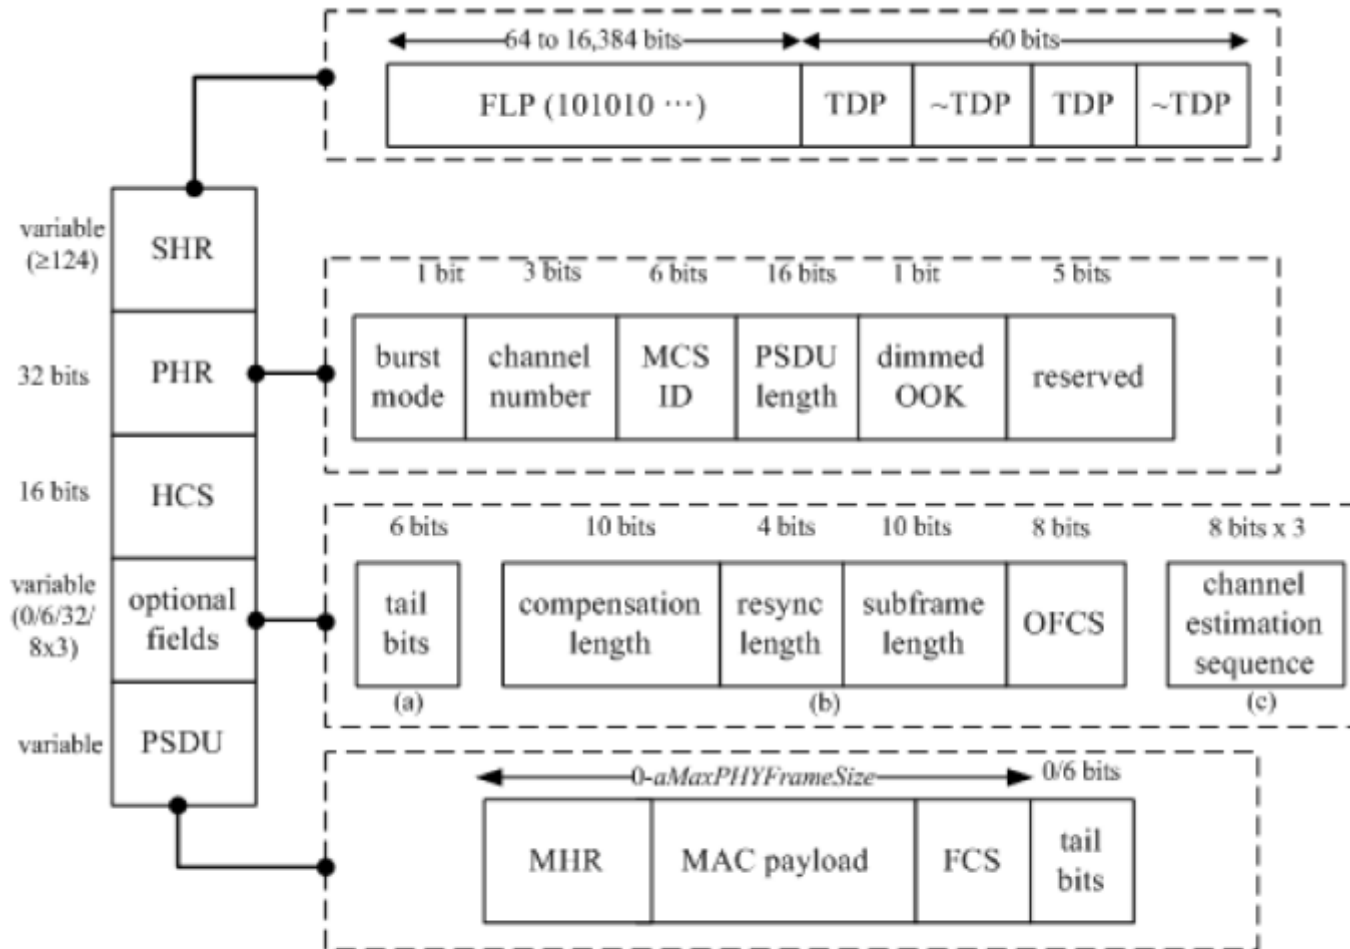 64 to 16,384 bits
60 bits
FLP (101010 ⋯)
TDP
~TDP
TDP
~TDP
variable
(≥124)
SHR
1 bit
3 bits
6 bits
16 bits
1 bit
5 bits
32 bits
PHR
burst
mode
channel
number
MCS
ID
PSDU
length
dimmed
OOK
reserved
16 bits
HCS
6 bits
10 bits
4 bits
10 bits
8 bits
8 bits x 3
variable
(0/6/32/
8x3)
optional
fields
tail
bits
compensation
length
resync
length
subframe
length
OFCS
channel
estimation
sequence
(a)
(b)
(c)
variable
PSDU
0-aMaxPHYFrameSize
0/6 bits
MHR
MAC payload
FCS
tail
bits